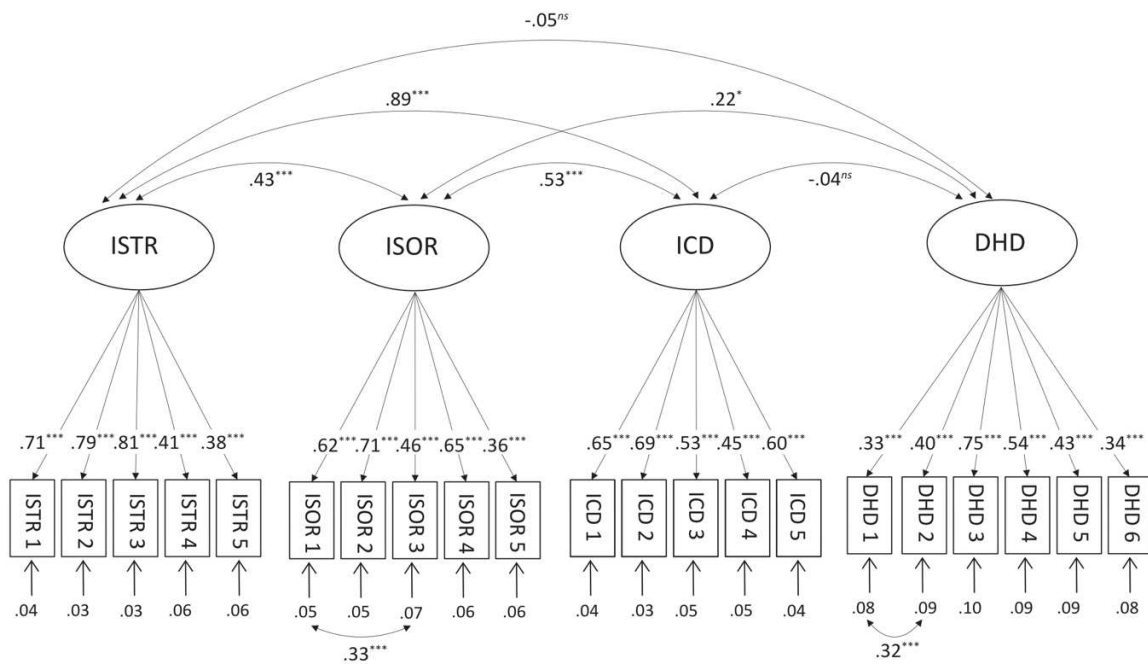 -.05ns
.89***
.22*
.43***
.53***
-.04ns
ISTR
ISOR
ICD
DHD
.71*** .79*** .81*** .41*** .38***
.62*** .71*** .46*** .65*** .36***
.65*** .69*** .53*** .45*** .60***
.33*** .40*** .75*** .54*** .43*** .34***
ISTR 1
ISTR 2
ISTR 3
ISTR 4
ISTR 5
ISOR 1
ISOR 2
ISOR 3
ISOR 4
ISOR 5
ICD 1
ICD 2
ICD 3
ICD 4
ICD 5
DHD 1
DHD 2
DHD 3
DHD 4
DHD 5
DHD 6
.04 .03 .03 .06 .06
.05 .05 .07 .06 .06
.04 .03 .05 .05 .04
.08 .09 .10 .09 .09 .08
.33***
.32***